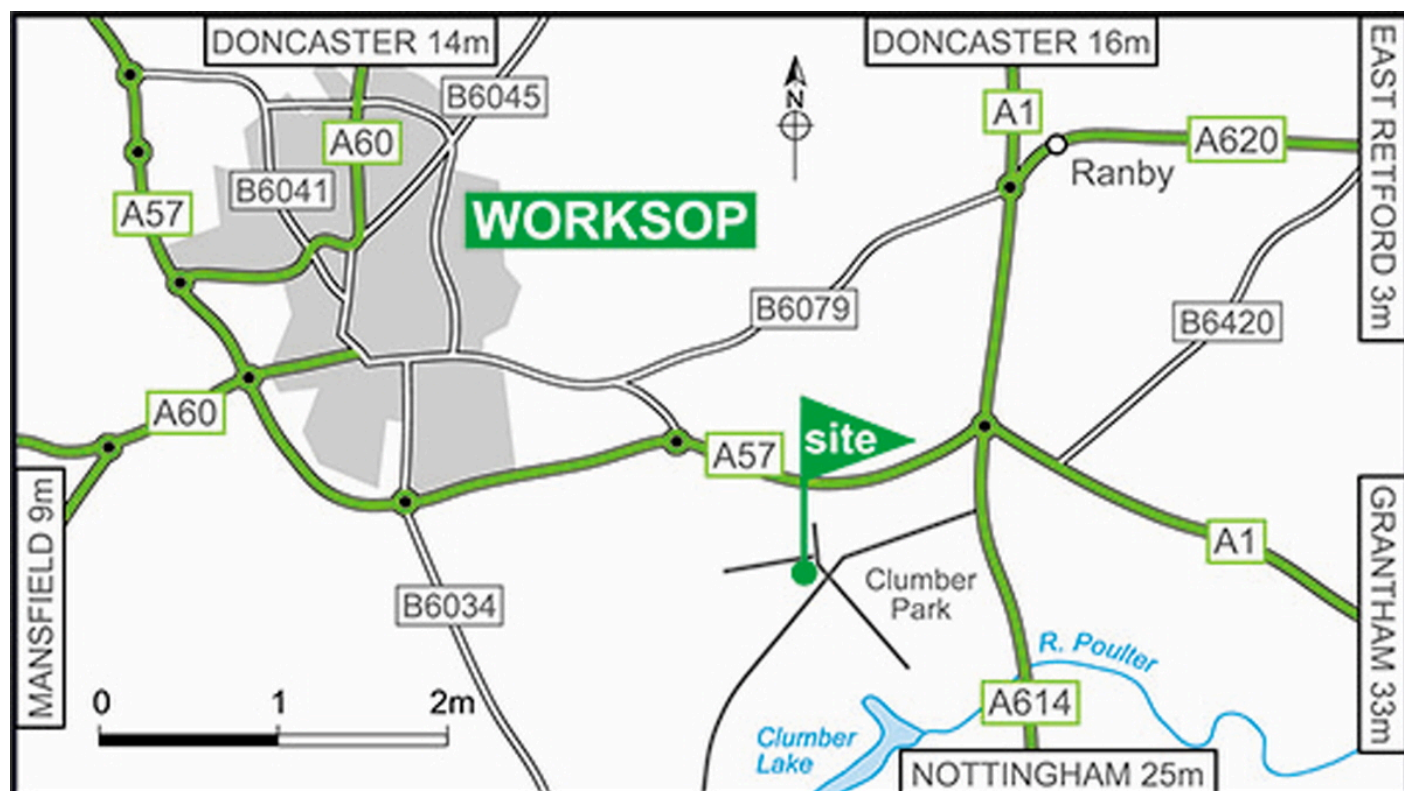 DONCASTER 14m
DONCASTER 16m
EAST RETFORD 3m
B6045
N
A1
A60
A620
Ranby
B6041
A57
WORKSOP
B6079
B6420
A60
site
A57
MANSFIELD 9m
GRANTHAM 33m
A1
Clumber
Park
B6034
R. Poulter
0 1 2m
A614
Clumber
Lake
NOTTINGHAM 25m